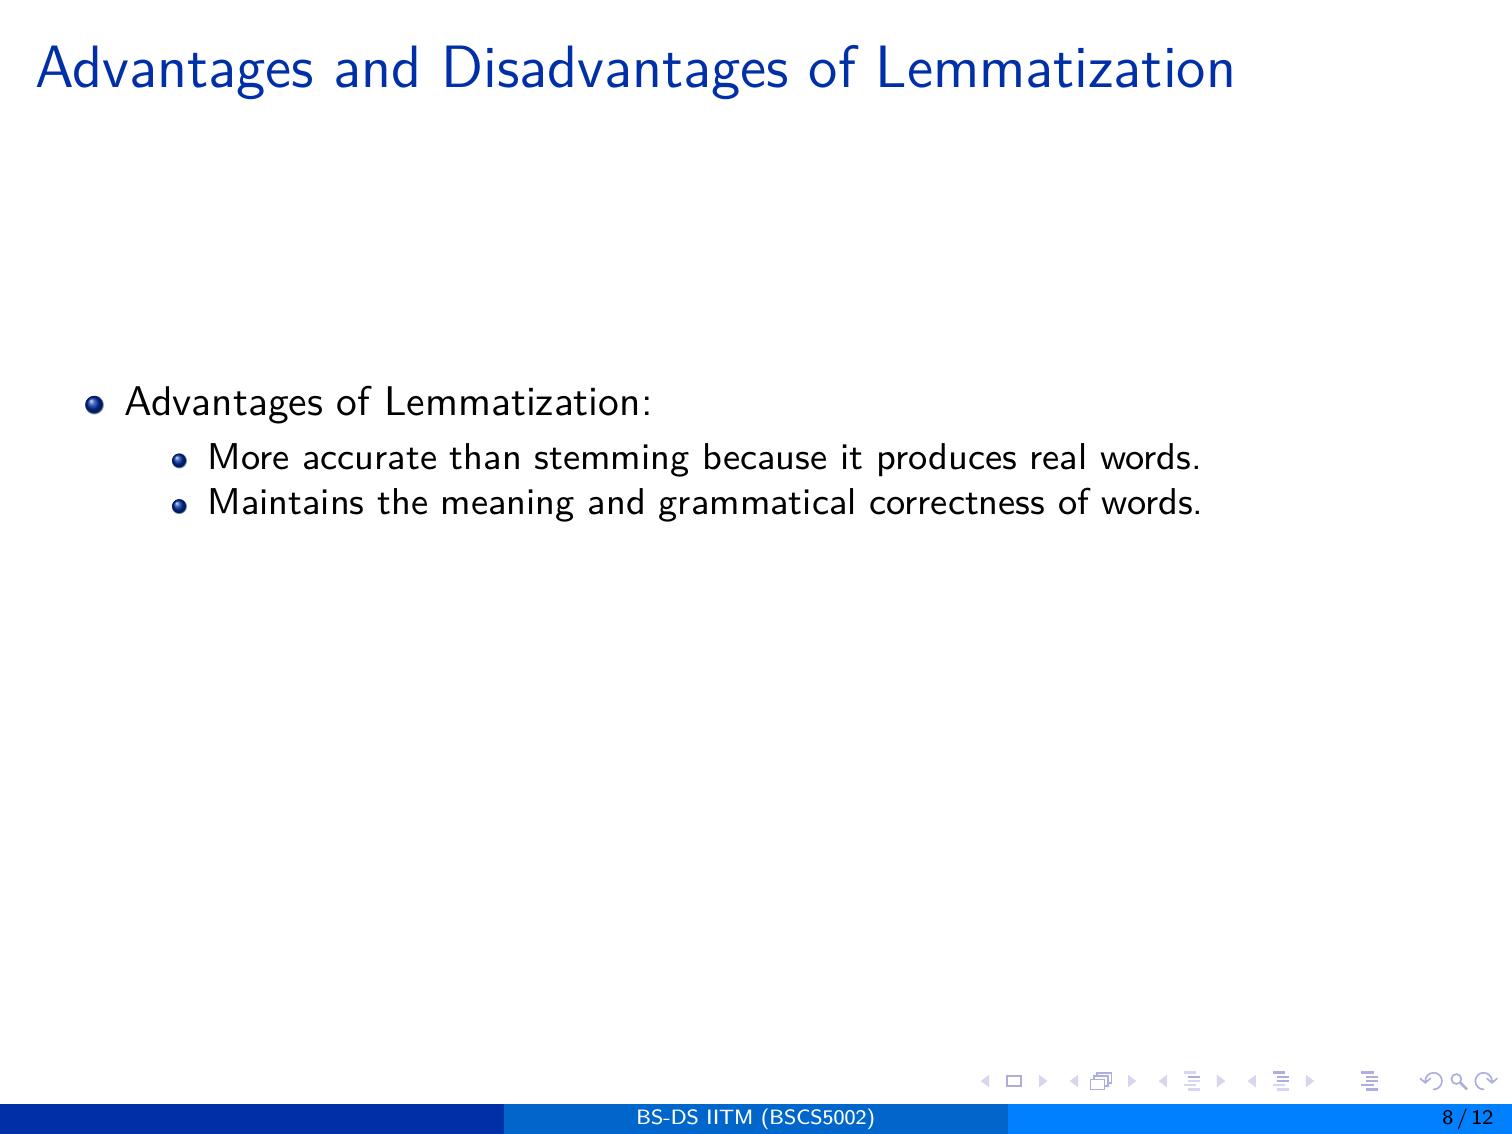 Advantages and Disadvantages of Lemmatization
Advantages of Lemmatization:
More accurate than stemming because it produces real words.
Maintains the meaning and grammatical correctness of words.
BS-DS IITM (BSCS5002)
8 / 12